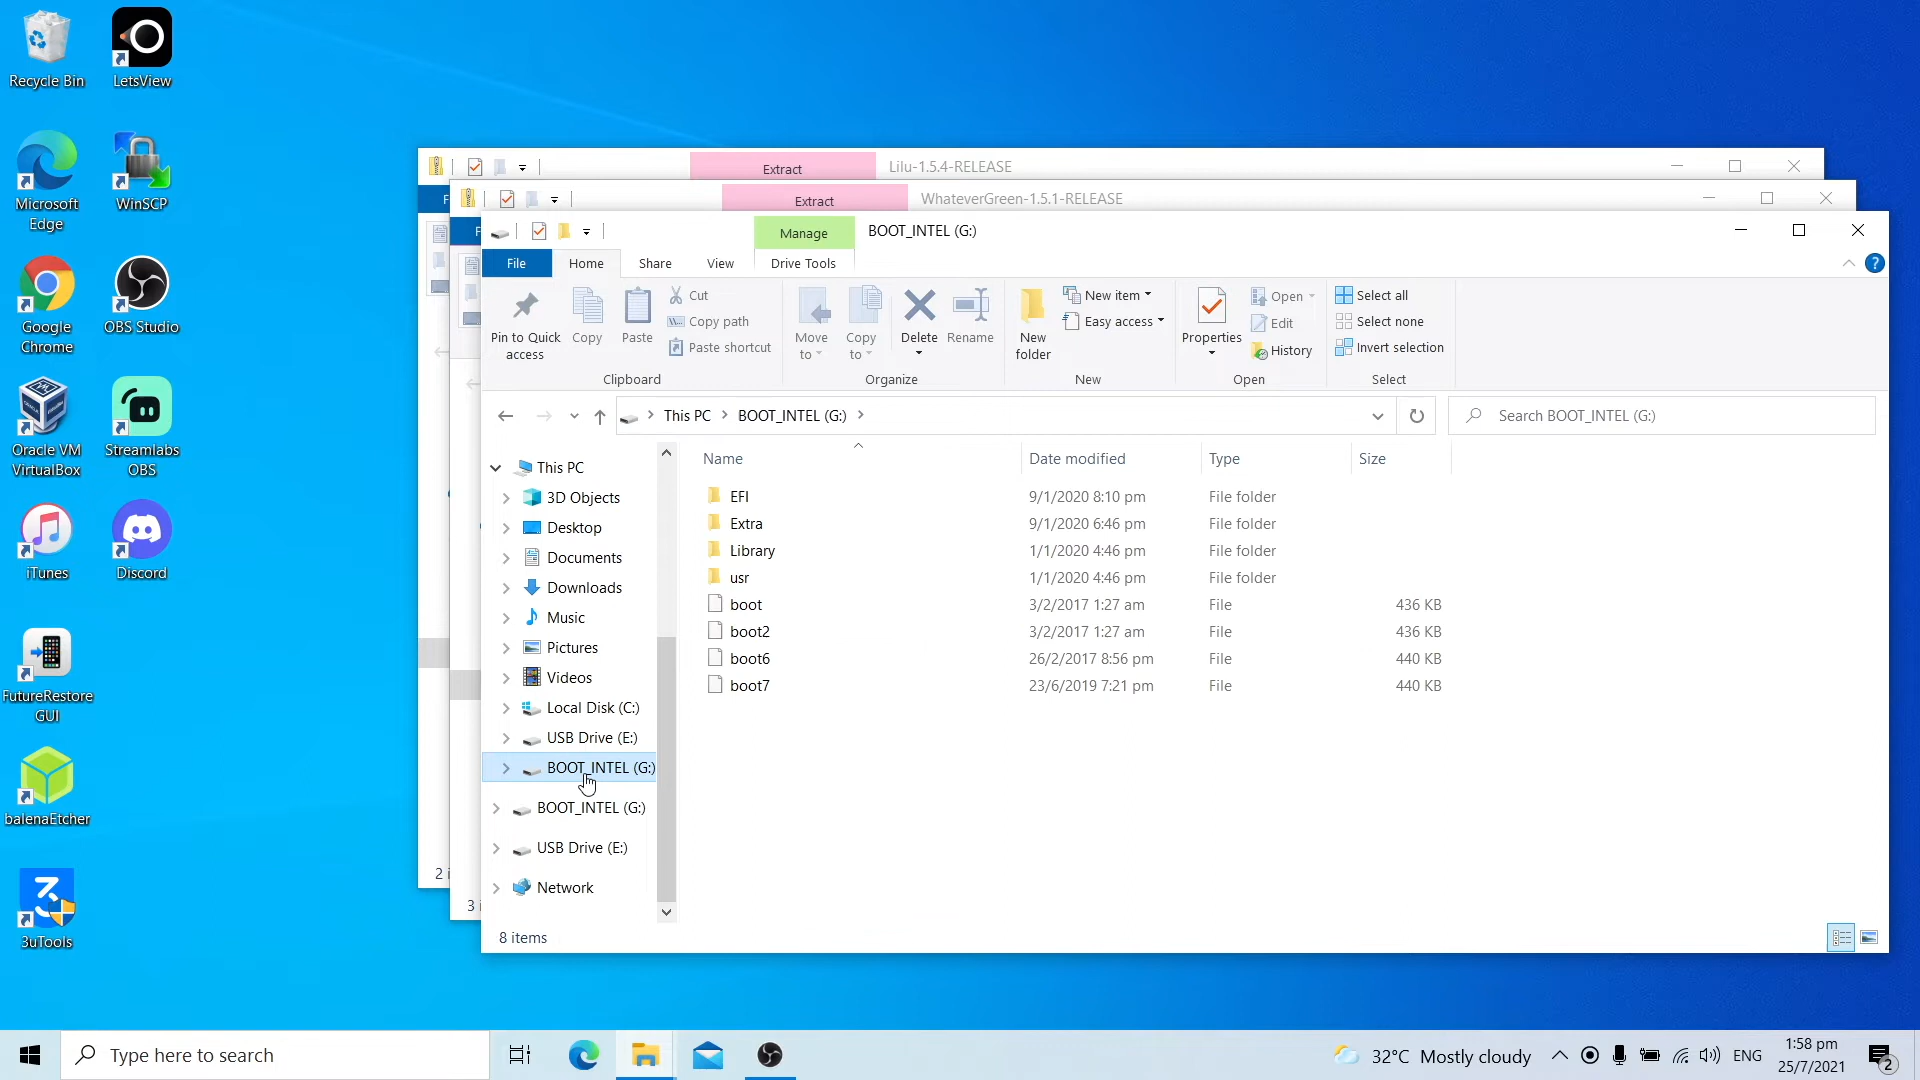 Recycle Bin
LetsView
Microsoft
Edge
WinSCP
Google
Chrome
OBS Studio
Oracle VM
VirtualBox
Streamlabs
OBS
iTunes
Discord
FutureRestore
GUI
balenaEtcher
3uTools
Extract
Lilu-1.5.4-RELEASE
Extract
WhateverGreen-1.5.1-RELEASE
Manage
BOOT_INTEL (G:)
File
Home
Share
View
Drive Tools
Pin to Quick
access
Copy
Paste
Cut
Copy path
Paste shortcut
Clipboard
Move
to
Copy
to
Delete
Rename
Organize
New
folder
New item
Easy access
New
Properties
Open
Edit
History
Open
Select all
Select none
Invert selection
Select
This PC
BOOT_INTEL (G:)
Search BOOT_INTEL (G:)
This PC
3D Objects
Desktop
Documents
Downloads
Music
Pictures
Videos
Local Disk (C:)
USB Drive (E:)
BOOT_INTEL (G:)
BOOT_INTEL (G:)
USB Drive (E:)
Network
Name Date modified Type Size
EFI 9/1/2020 8:10 pm File folder
Extra 9/1/2020 6:46 pm File folder
Library 1/1/2020 4:46 pm File folder
usr 1/1/2020 4:46 pm File folder
boot 3/2/2017 1:27 am File 436 KB
boot2 3/2/2017 1:27 am File 436 KB
boot6 26/2/2017 8:56 pm File 440 KB
boot7 23/6/2019 7:21 pm File 440 KB
2 i
3 i
8 items
Type here to search
32°C Mostly cloudy
ENG
1:58 pm
25/7/2021
2